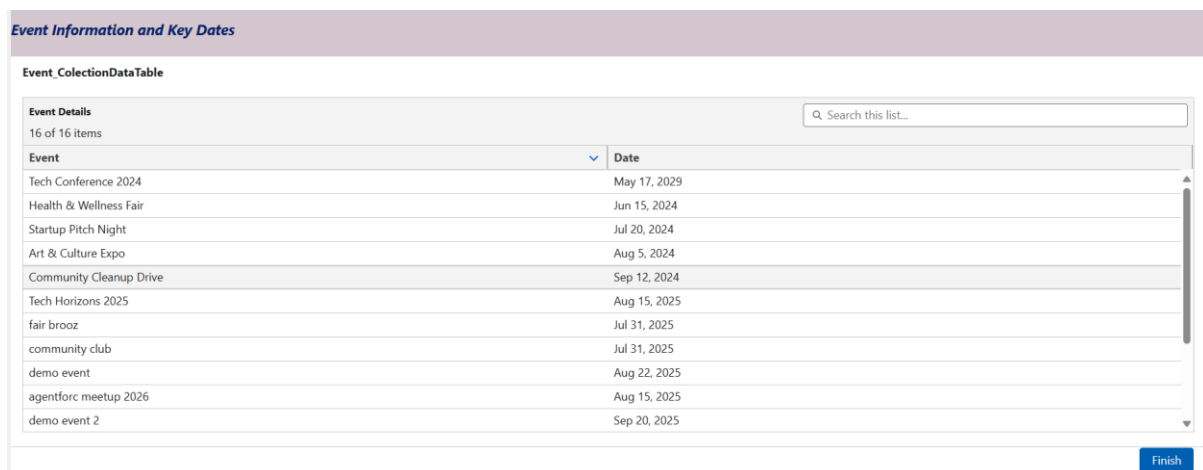 Event Information and Key Dates
Event_ColectionDataTable
Event Details
Search this list...
16 of 16 items
Event Date
Tech Conference 2024 May 17, 2029
Health & Wellness Fair Jun 15, 2024
Startup Pitch Night Jul 20, 2024
Art & Culture Expo Aug 5, 2024
Community Cleanup Drive Sep 12, 2024
Tech Horizons 2025 Aug 15, 2025
fair brooz Jul 31, 2025
community club Jul 31, 2025
demo event Aug 22, 2025
agentforc meetup 2026 Aug 15, 2025
demo event 2 Sep 20, 2025
Finish